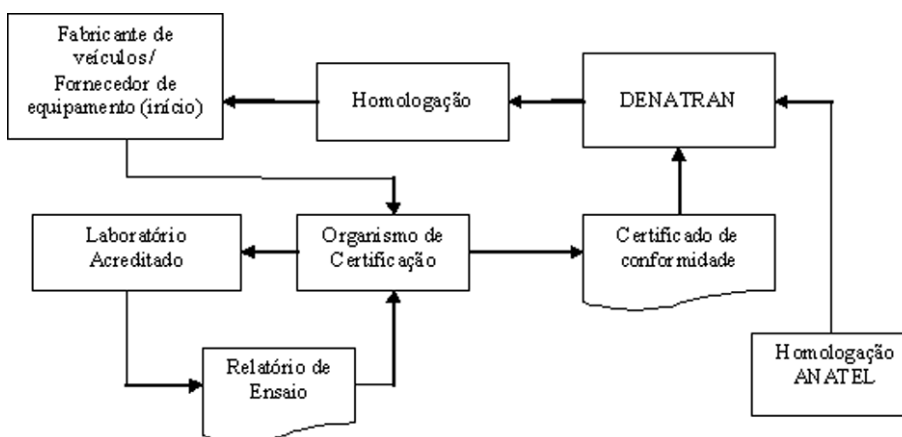 Fabricante de
veículos/
Fornecedor de
equipamento (início)
Homologação
DENATRAN
Laboratório
Acreditado
Organismo de
Certificação
Certificado de
conformidade
Relatório de
Ensaio
Homologação
ANATEL